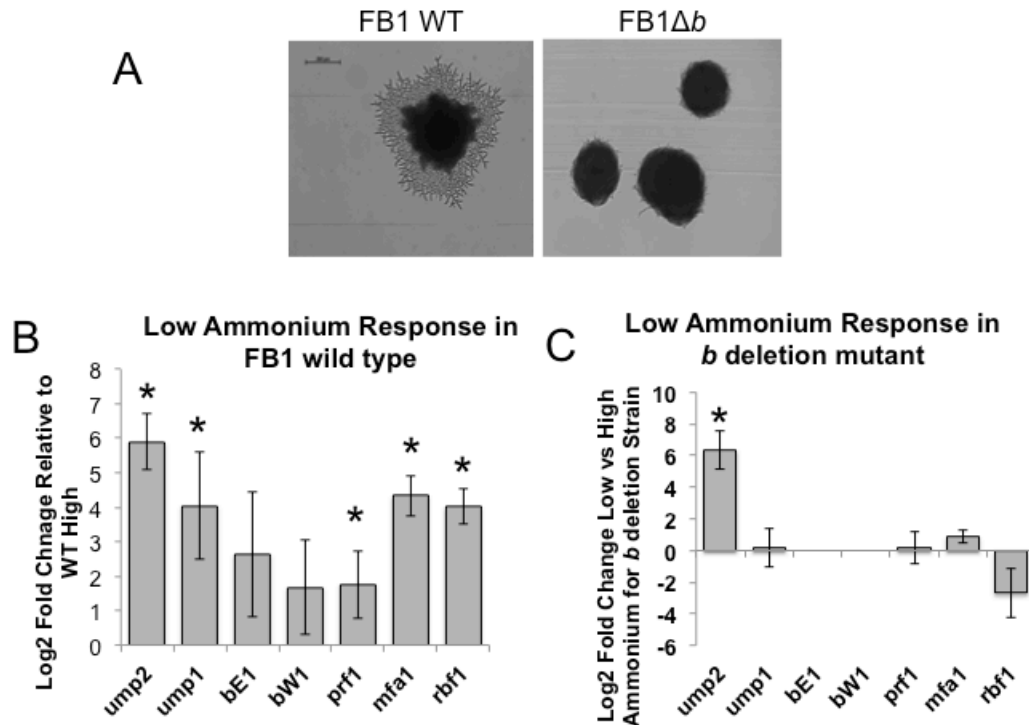 A
FB1 WT
FB1Δb
B
Low Ammonium Response in
FB1 wild type
Log2 Fold Chnage Relative to
WT High
8
7
6
5
4
3
2
1
0
*
*
*
*
*
ump2
ump1
bE1
bW1
prf1
mfa1
rbf1
C
Low Ammonium Response in
b deletion mutant
Log2 Fold Change Low vs High
Ammonium for b deletion Strain
10
8
6
4
2
0
-2
-4
-6
*
ump2
ump1
bE1
bW1
prf1
mfa1
rbf1